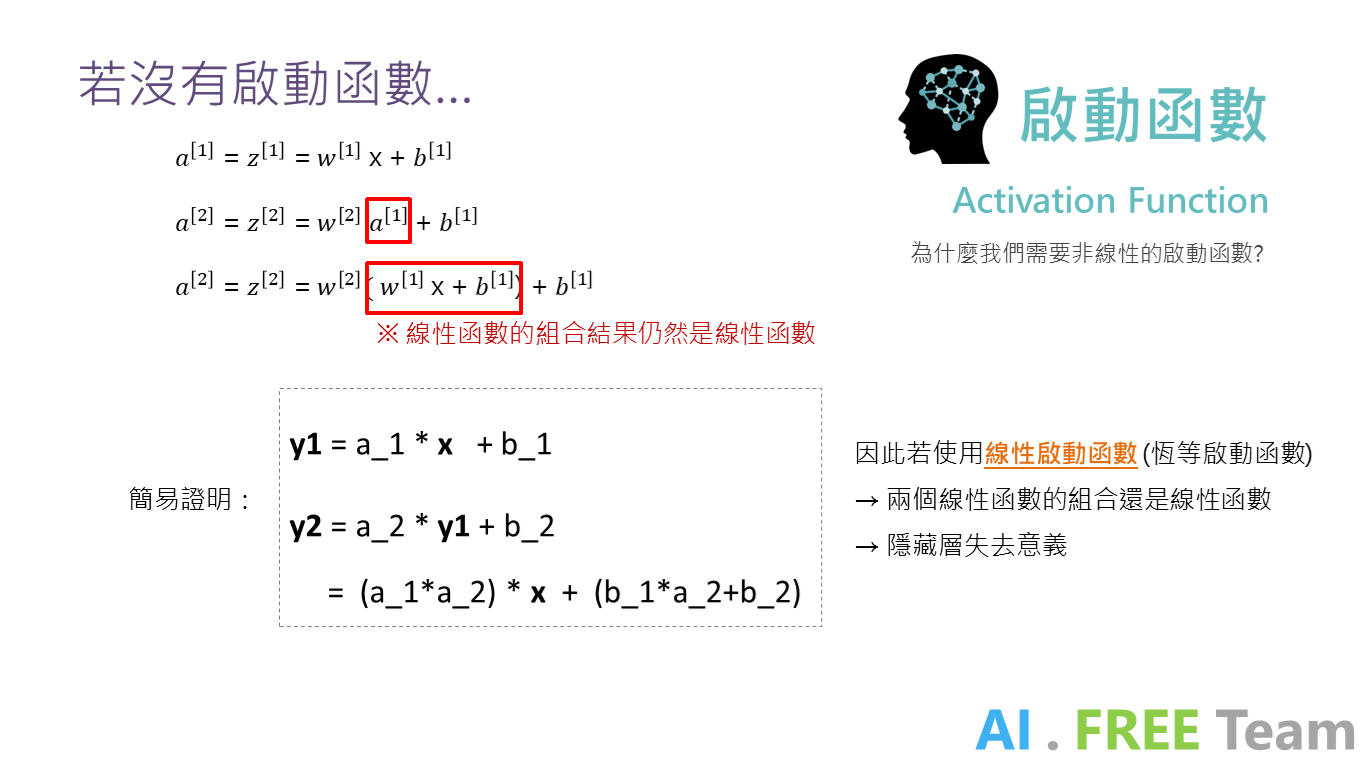 若沒有啟動函數...
啟動函數
Activation Function
為什麼我們需要非線性的啟動函數?
a^[1] = z^[1] = w^[1] x + b^[1]
a^[2] = z^[2] = w^[2] a^[1] + b^[1]
a^[2] = z^[2] = w^[2] ( w^[1] x + b^[1]) + b^[1]
※ 線性函數的組合結果仍然是線性函數
簡易證明：
y1 = a_1 * x + b_1
y2 = a_2 * y1 + b_2
= (a_1*a_2) * x + (b_1*a_2+b_2)
因此若使用線性啟動函數 (恆等啟動函數)
→ 兩個線性函數的組合還是線性函數
→ 隱藏層失去意義
AI . FREE Team